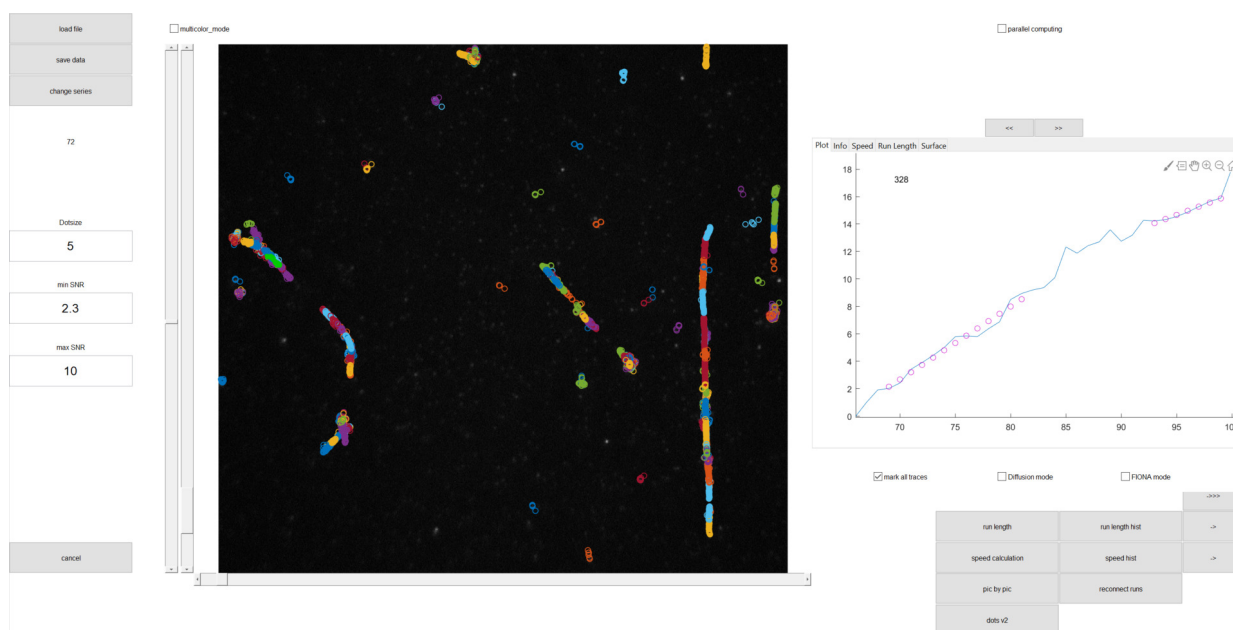 load file
multicolor_mode
parallel computing
save data
change series
72
<< >>
Plot Info Speed Run Length Surface
328
18
16
14
12
10
8
6
4
2
0
70 75 80 85 90 95
Dotsize
5
min SNR
2.3
max SNR
10
mark all traces
Diffusion mode
FIONA mode
->>>
run length
run length hist
->
cancel
speed calculation
speed hist
->
pic by pic
reconnect runs
dots v2